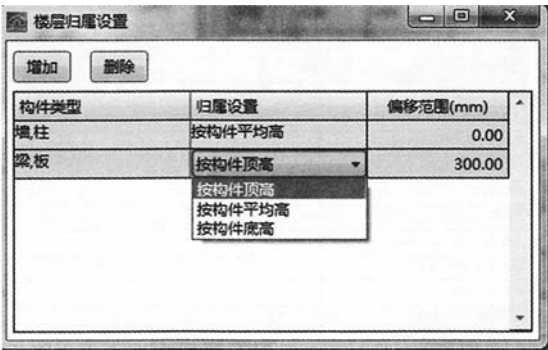 楼层归属设置
增加 删除
构件类型 归属设置 偏移范围(mm)
墙,柱 按构件平均高 0.00
梁,板 按构件顶高 300.00
按构件顶高
按构件平均高
按构件底高